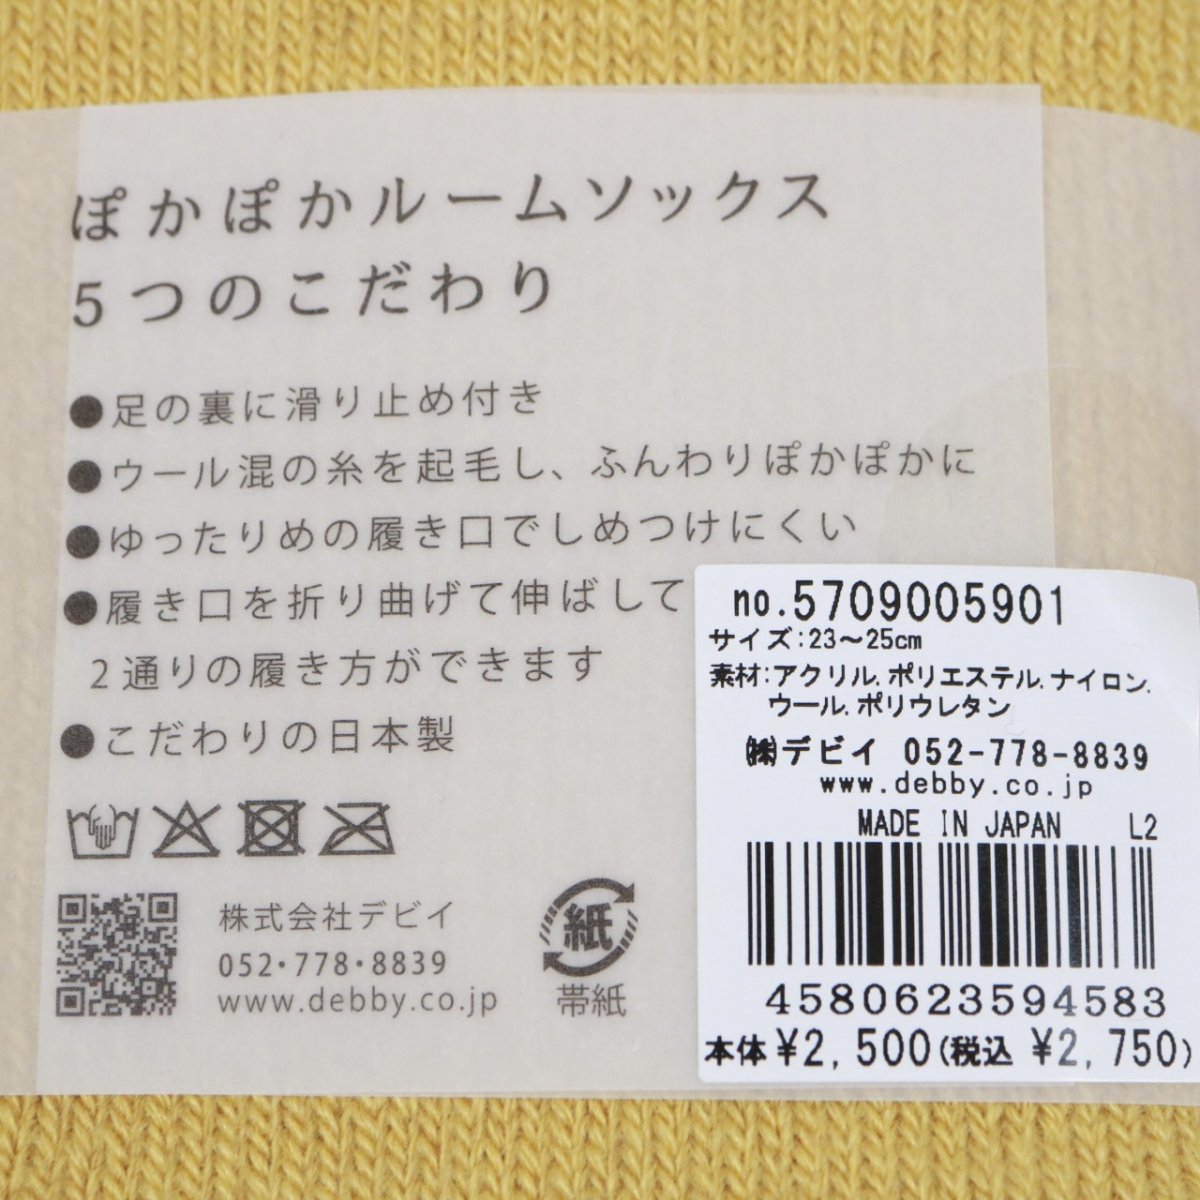 ぽかぽかルームソックス
5つのこだわり
●足の裏に滑り止め付き
●ウール混の糸を起毛し、ふんわりぽかぽかに
●ゆったりめの履き口でしめつけにくい
●履き口を折り曲げて伸ばして
2通りの履き方ができます
●こだわりの日本製
株式会社デビイ
052・778・8839
www.debby.co.jp
紙
帯紙
no.5709005901
サイズ:23～25cm
素材:アクリル.ポリエステル.ナイロン.
ウール.ポリウレタン
㈱デビイ 052-778-8839
www.debby.co.jp
MADE IN JAPAN L2
4580623594583
本体¥2,500(税込 ¥2,750)